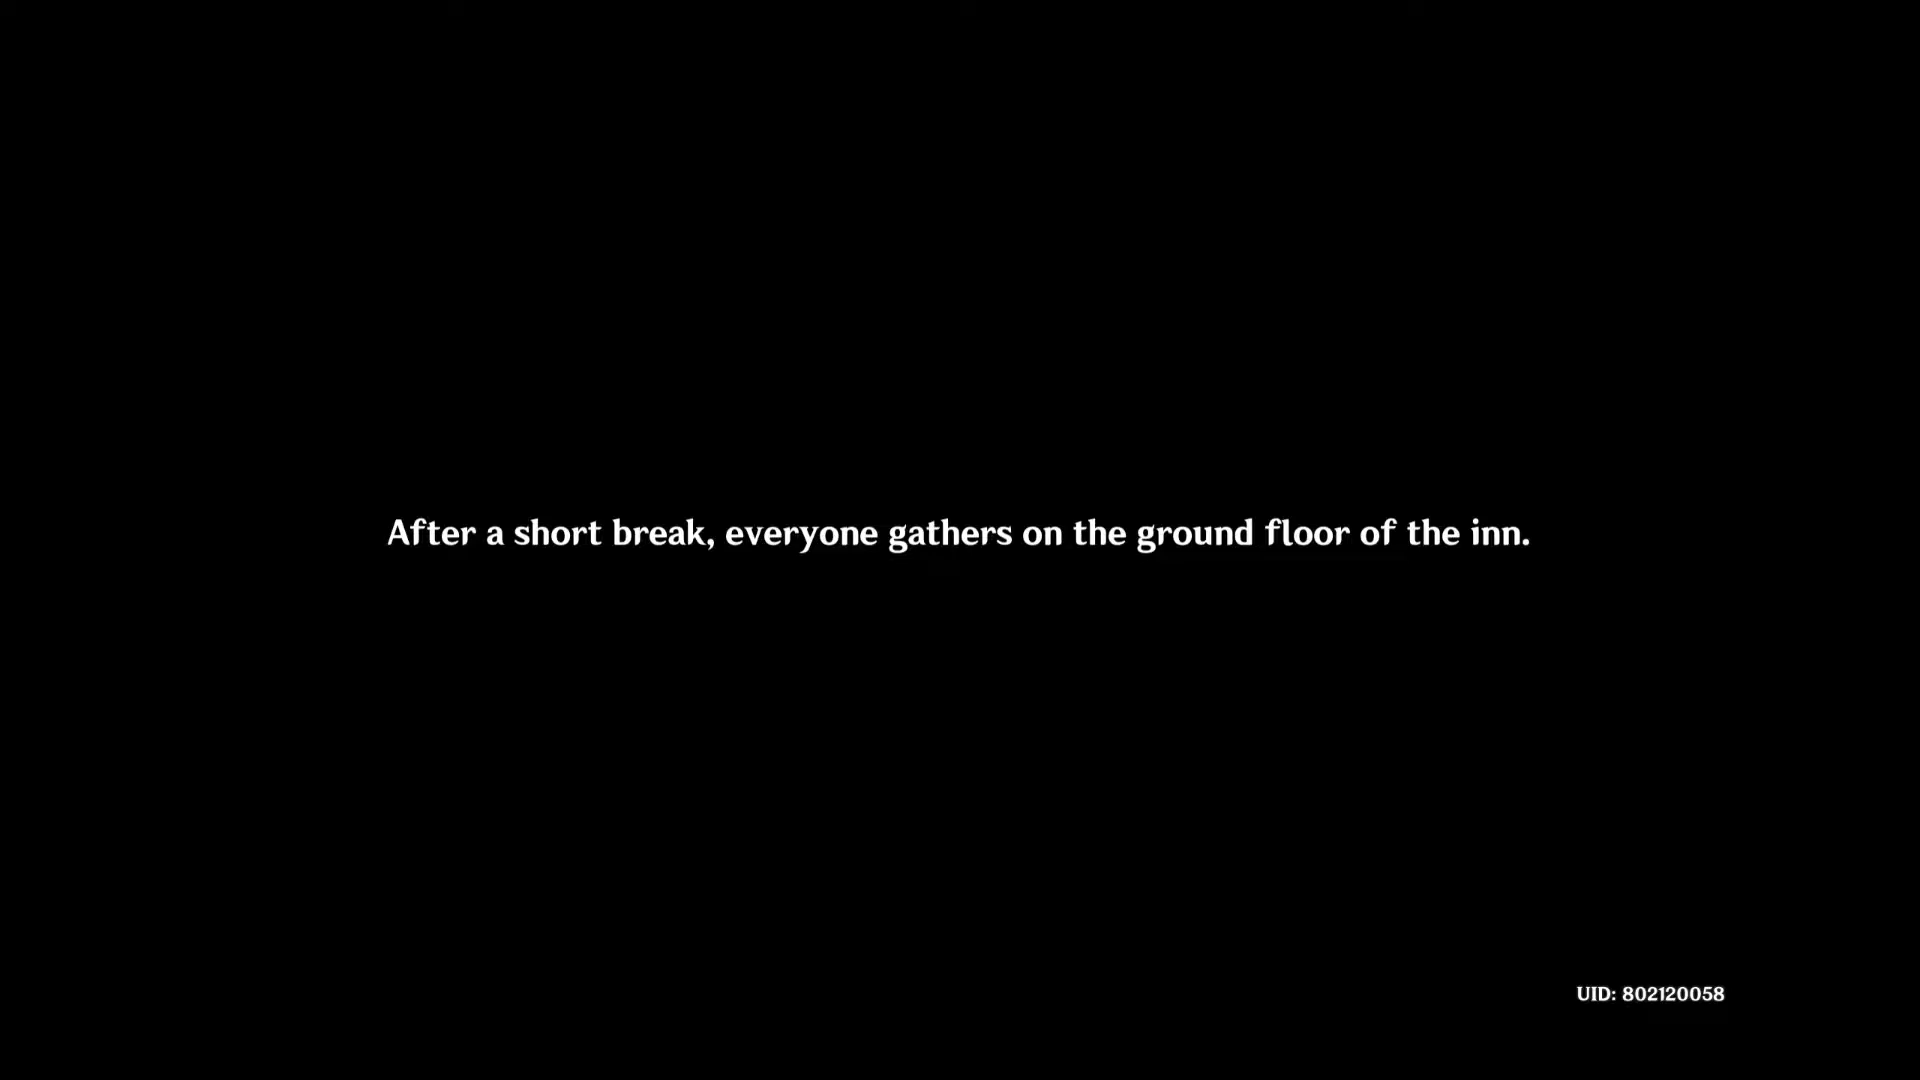 After a short break, everyone gathers on the ground floor of the inn.
UID: 802120058